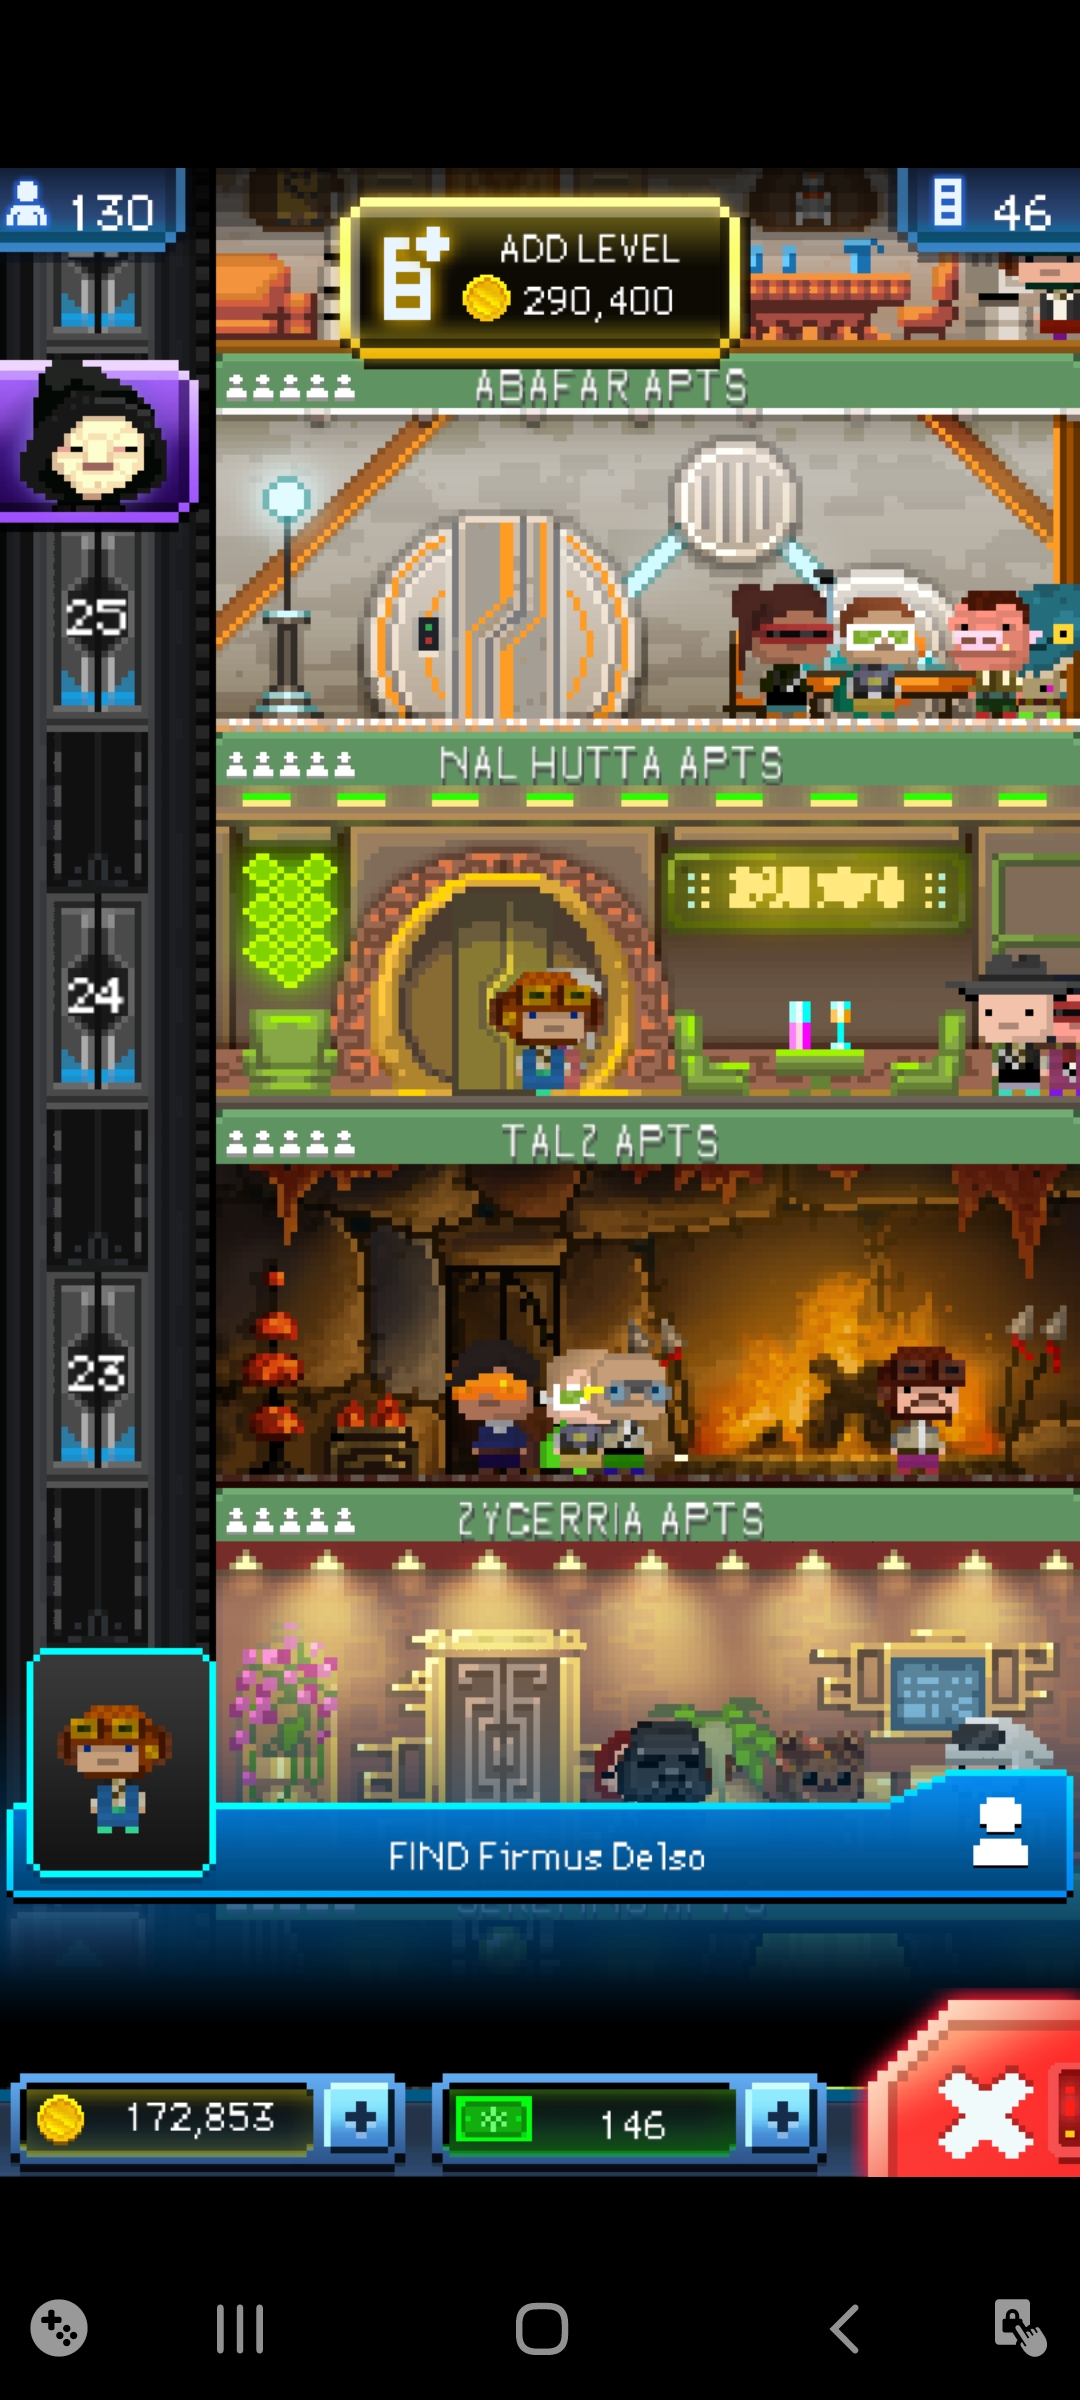 130
46
ADD LEVEL
290,400
ABAFAR APTS
25
NAL HUTTA APTS
24
TALZ APTS
23
ZYGERRIA APTS
FIND Firmus Delso
172,853
146